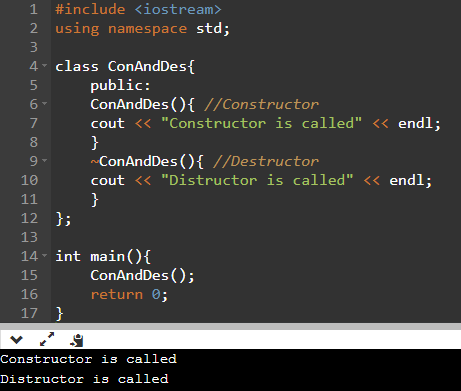 1 #include <iostream>
2 using namespace std;
3
4 class ConAndDes{
5 public:
6 ConAndDes(){ //Constructor
7 cout << "Constructor is called" << endl;
8 }
9 ~ConAndDes(){ //Destructor
10 cout << "Distructor is called" << endl;
11 }
12 };
13
14 int main(){
15 ConAndDes();
16 return 0;
17 }
Constructor is called
Distructor is called